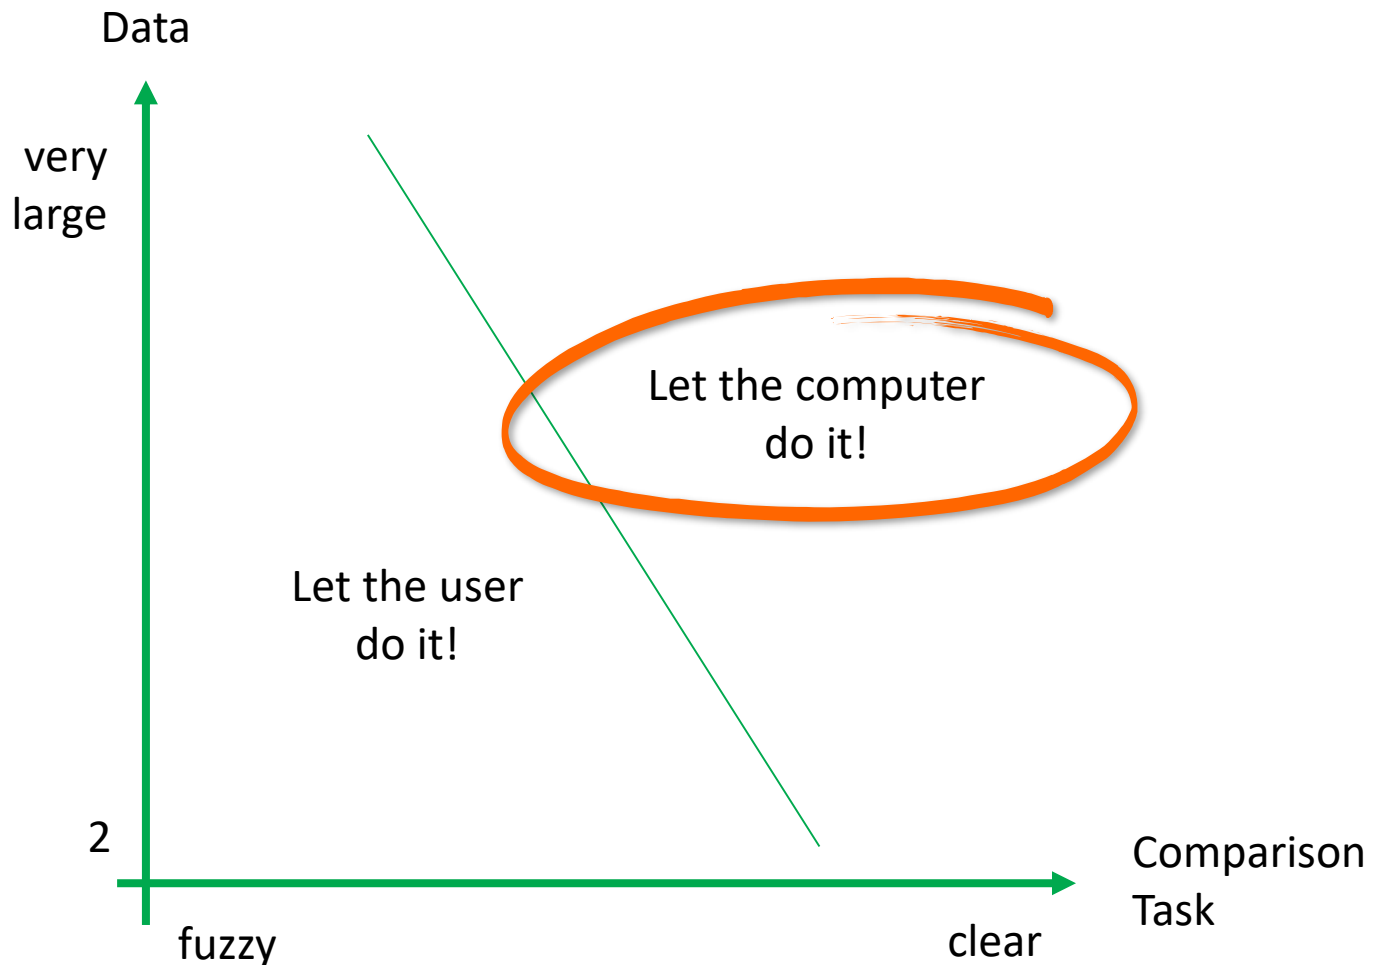 Data
very
large
Let the computer
do it!
Let the user
do it!
2
Comparison
Task
fuzzy
clear